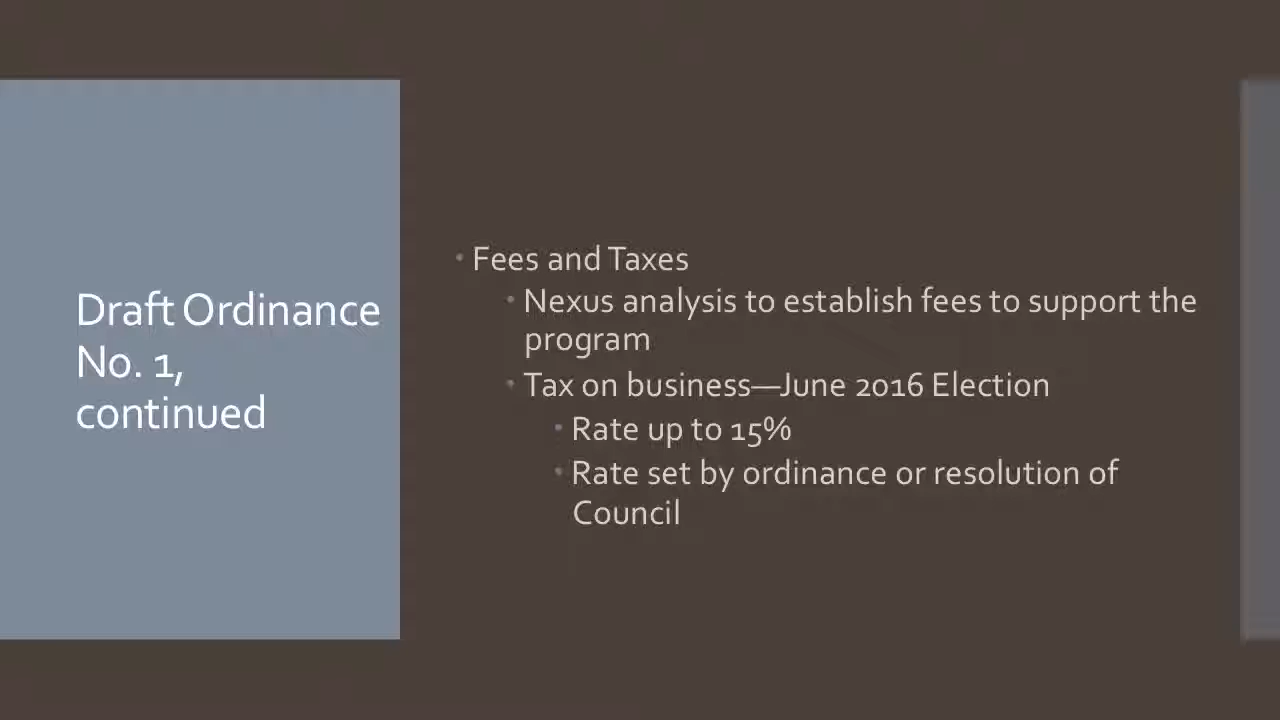 Draft Ordinance
No. 1,
continued
• Fees and Taxes
• Nexus analysis to establish fees to support the
program
• Tax on business—June 2016 Election
• Rate up to 15%
• Rate set by ordinance or resolution of
Council